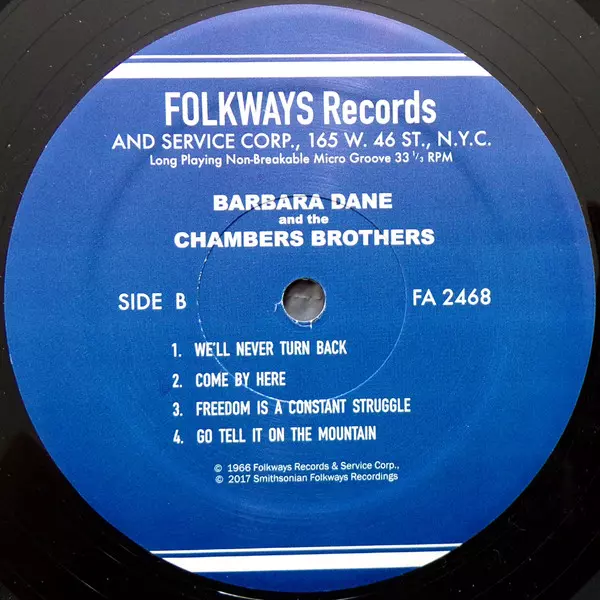 FOLKWAYS Records
AND SERVICE CORP., 165 W. 46 ST., N.Y.C.
Long Playing Non-Breakable Micro Groove 33 1/3 RPM
BARBARA DANE
and the
CHAMBERS BROTHERS
SIDE B
FA 2468
1. WE'LL NEVER TURN BACK
2. COME BY HERE
3. FREEDOM IS A CONSTANT STRUGGLE
4. GO TELL IT ON THE MOUNTAIN
© 1966 Folkways Records & Service Corp.,
© 2017 Smithsonian Folkways Recordings